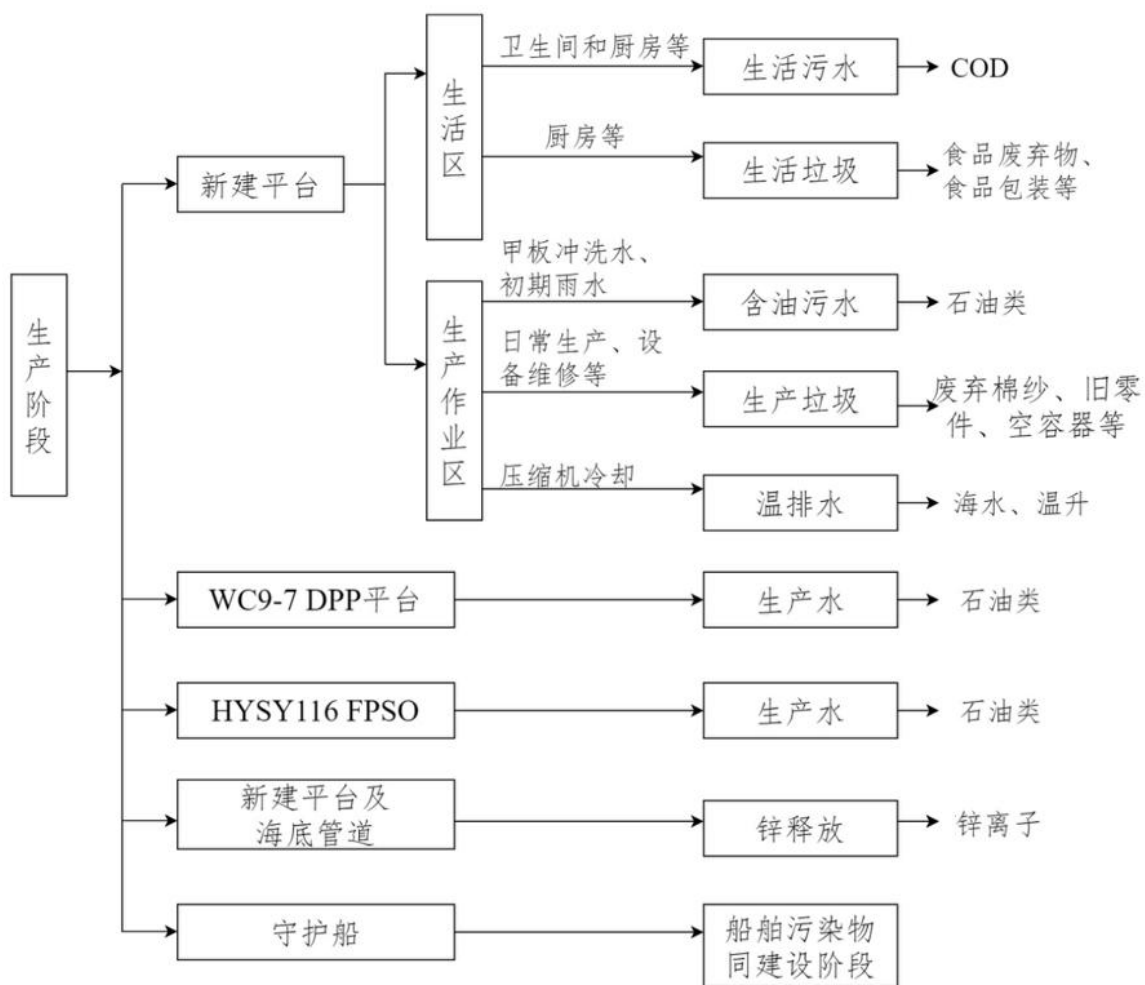 生产阶段
新建平台
生活区
卫生间和厨房等
生活污水
COD
厨房等
生活垃圾
食品废弃物、
食品包装等
生产作业区
甲板冲洗水、
初期雨水
含油污水
石油类
日常生产、设
备维修等
生产垃圾
废弃棉纱、旧零
件、空容器等
压缩机冷却
温排水
海水、温升
WC9-7 DPP平台
生产水
石油类
HYSY116 FPSO
生产水
石油类
新建平台及
海底管道
锌释放
锌离子
守护船
船舶污染物
同建设阶段